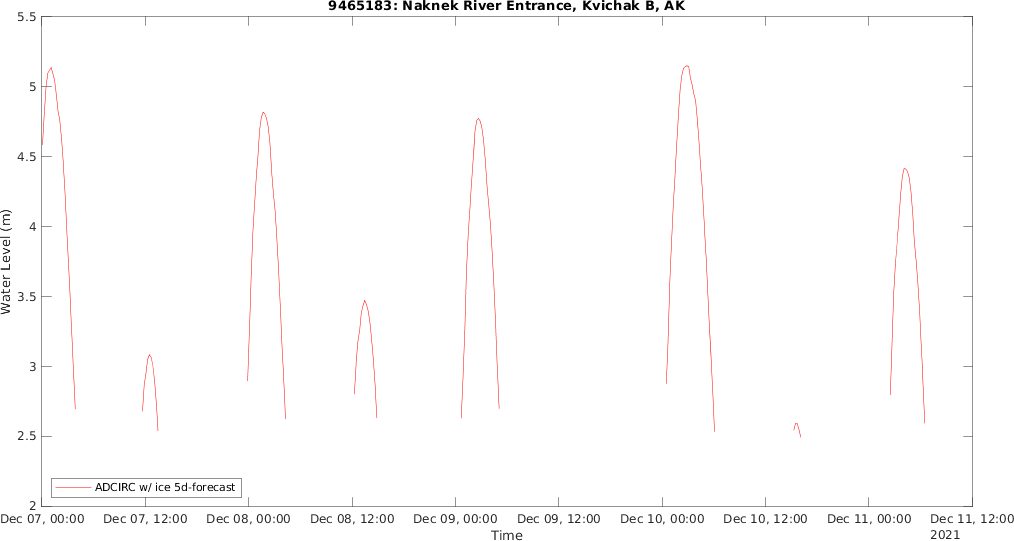 9465183: Naknek River Entrance, Kvichak B, AK
5.5
5
4.5
4
3.5
3
2.5
2
Water Level (m)
ADCIRC w/ ice 5d-forecast
Dec 07, 00:00 Dec 07, 12:00 Dec 08, 00:00 Dec 08, 12:00 Dec 09, 00:00 Dec 09, 12:00 Dec 10, 00:00 Dec 10, 12:00 Dec 11, 00:00 Dec 11, 12:00
Time
2021